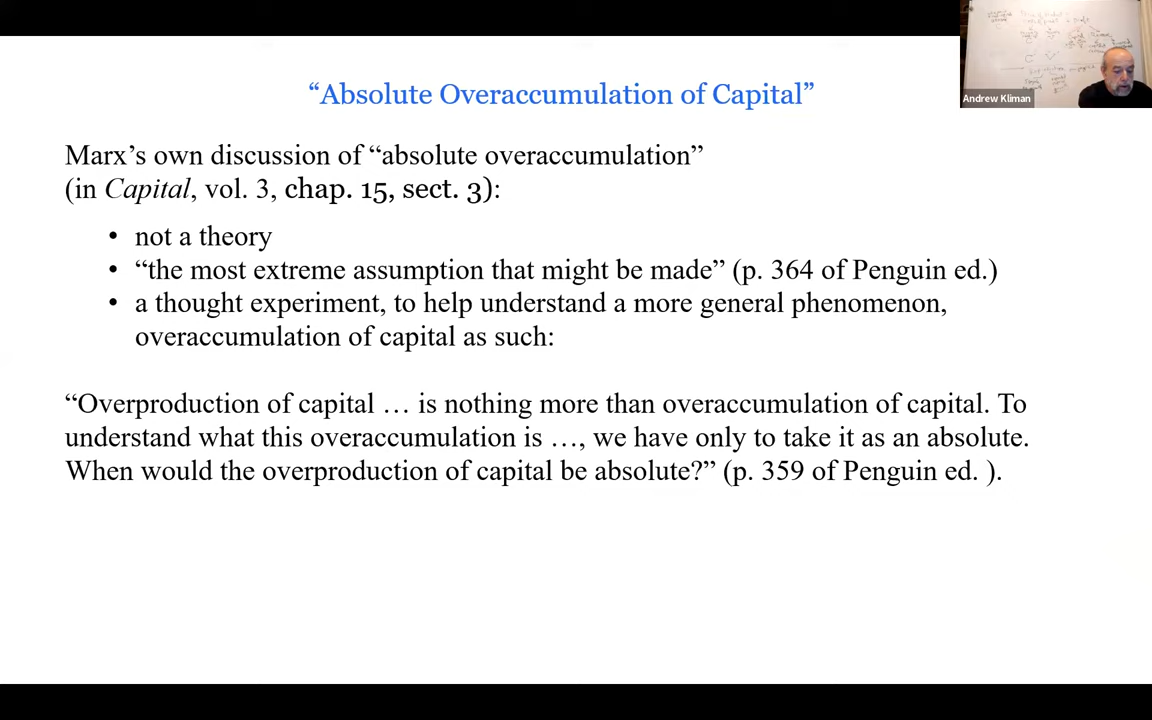 “Absolute Overaccumulation of Capital”
Marx’s own discussion of “absolute overaccumulation”
(in Capital, vol. 3, chap. 15, sect. 3):
• not a theory
• “the most extreme assumption that might be made” (p. 364 of Penguin ed.)
• a thought experiment, to help understand a more general phenomenon,
overaccumulation of capital as such:
“Overproduction of capital … is nothing more than overaccumulation of capital. To
understand what this overaccumulation is …, we have only to take it as an absolute.
When would the overproduction of capital be absolute?” (p. 359 of Penguin ed. ).
Andrew Kliman